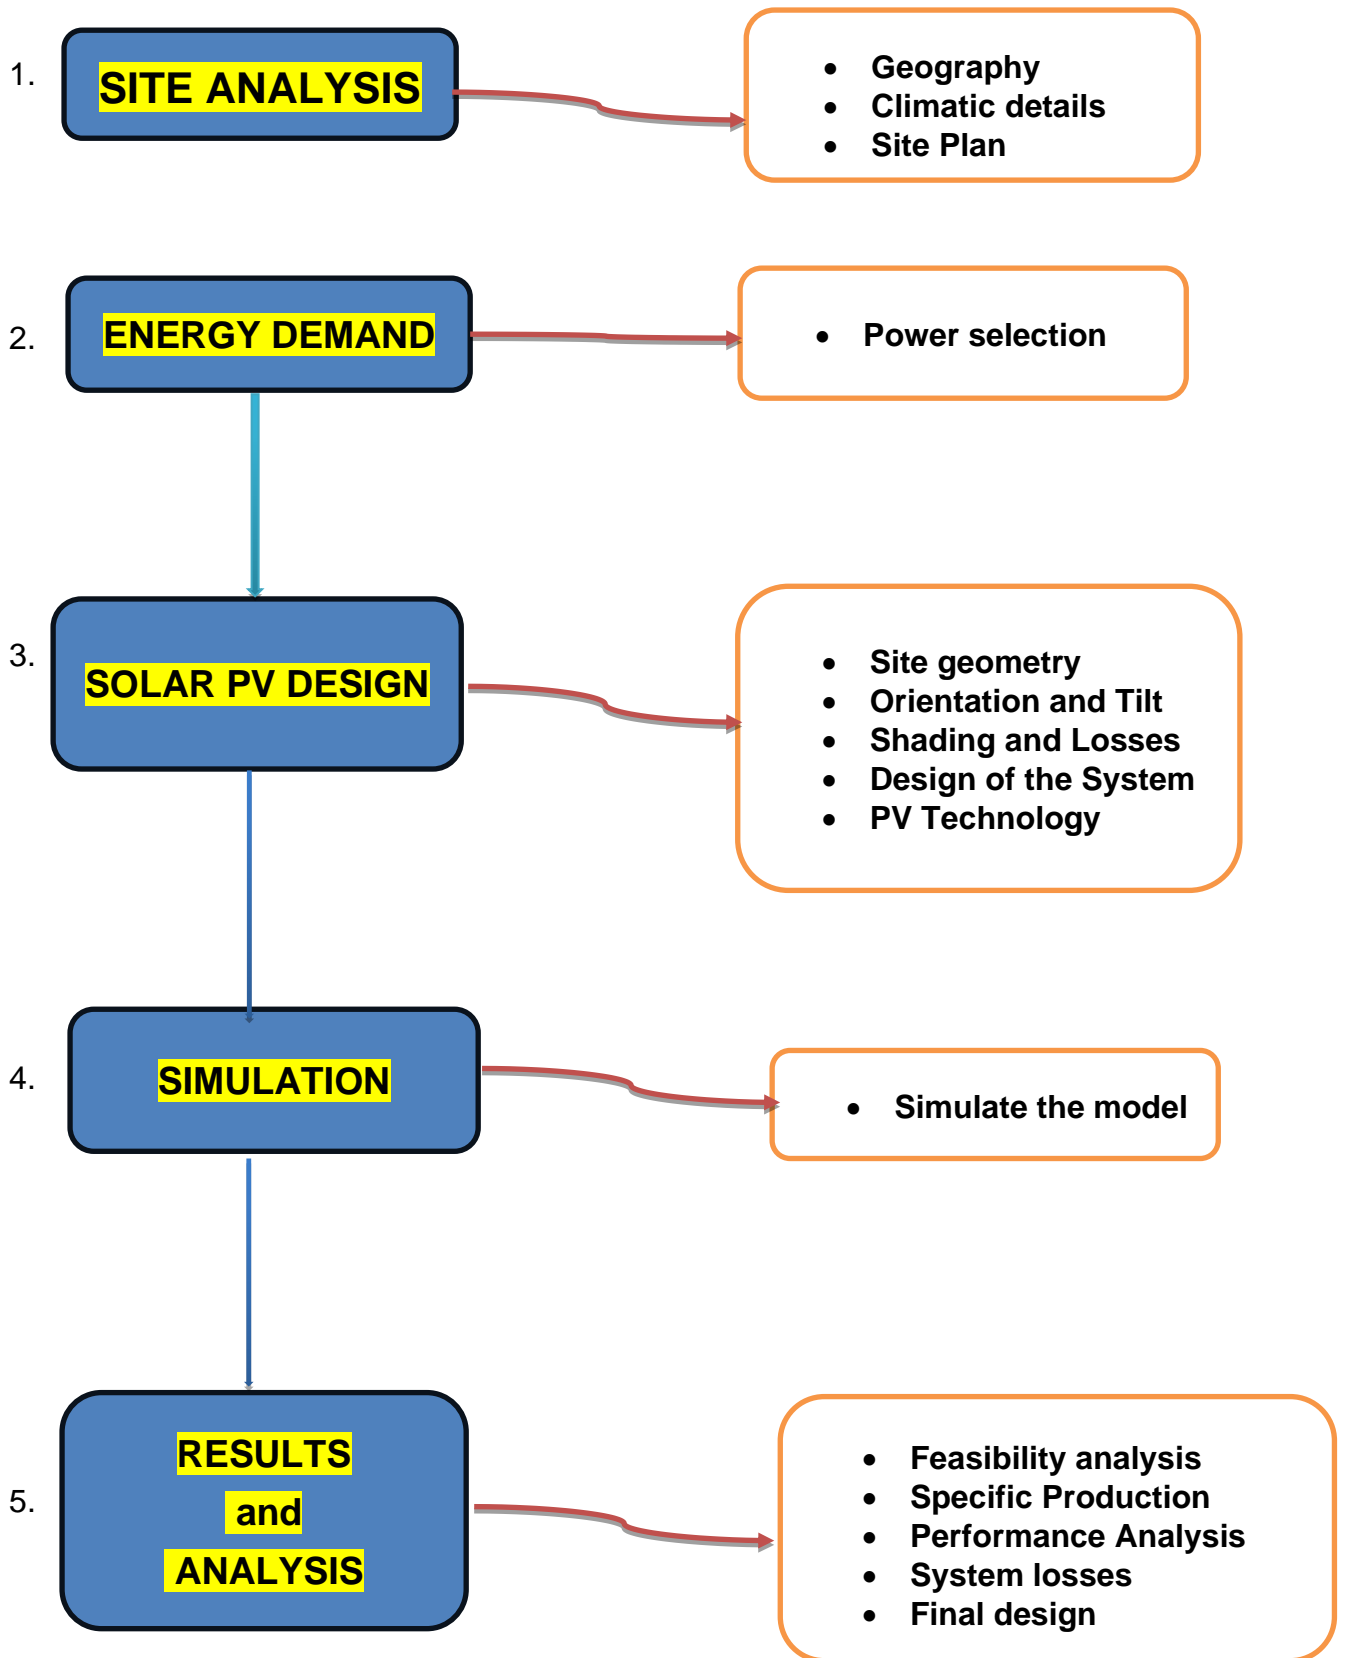 1.
SITE ANALYSIS
• Geography
• Climatic details
• Site Plan
2.
ENERGY DEMAND
• Power selection
3.
SOLAR PV DESIGN
• Site geometry
• Orientation and Tilt
• Shading and Losses
• Design of the System
• PV Technology
4.
SIMULATION
• Simulate the model
5.
RESULTS
and
ANALYSIS
• Feasibility analysis
• Specific Production
• Performance Analysis
• System losses
• Final design